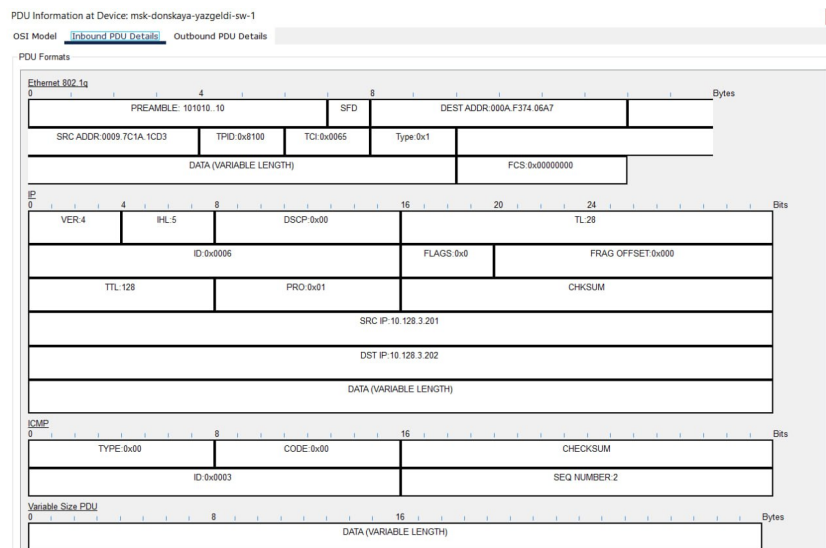 PDU Information at Device: msk-donskaya-yazgeldi-sw-1
OSI Model Inbound PDU Details Outbound PDU Details
PDU Formats
Ethernet 802.1q
0 4 8 Bytes
PREAMBLE: 101010..10 SFD DEST ADDR:000A.F374.06A7
SRC ADDR:0009.7C1A.1CD3 TPID:0x8100 TCI:0x0065 Type:0x1
DATA (VARIABLE LENGTH) FCS:0x00000000
IP
0 4 8 16 20 24 Bits
VER:4 IHL:5 DSCP:0x00 TL:28
ID:0x0006 FLAGS:0x0 FRAG OFFSET:0x000
TTL:128 PRO:0x01 CHKSUM
SRC IP:10.128.3.201
DST IP:10.128.3.202
DATA (VARIABLE LENGTH)
ICMP
0 8 16 Bits
TYPE:0x00 CODE:0x00 CHECKSUM
ID:0x0003 SEQ NUMBER:2
Variable Size PDU
0 8 16 Bytes
DATA (VARIABLE LENGTH)